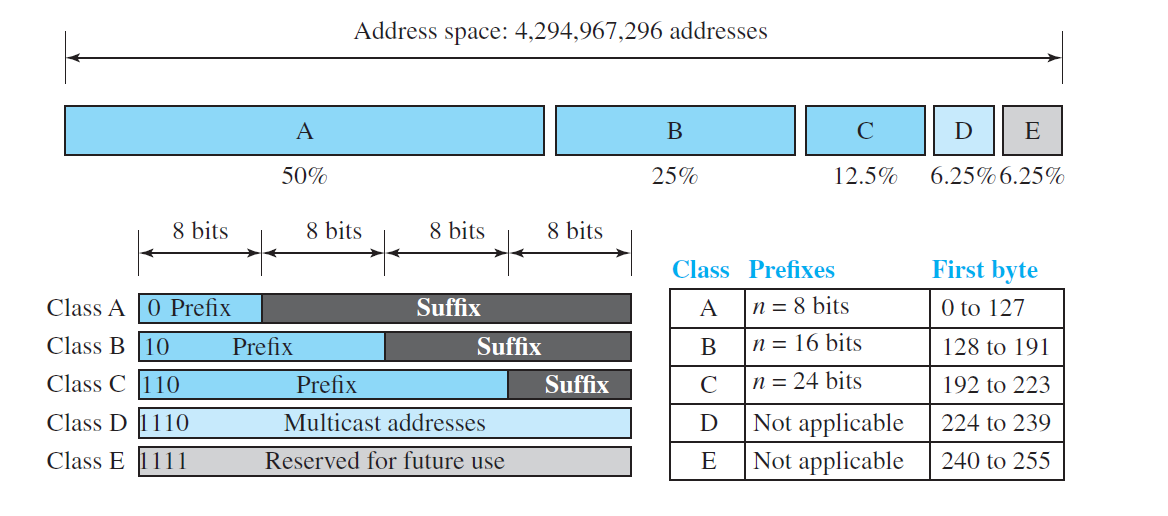 Address space: 4,294,967,296 addresses
A B C D E
50% 25% 12.5% 6.25% 6.25%
8 bits 8 bits 8 bits 8 bits
Class A 0 Prefix Suffix
Class B 10 Prefix Suffix
Class C 110 Prefix Suffix
Class D 1110 Multicast addresses
Class E 1111 Reserved for future use
Class Prefixes First byte
A n = 8 bits 0 to 127
B n = 16 bits 128 to 191
C n = 24 bits 192 to 223
D Not applicable 224 to 239
E Not applicable 240 to 255